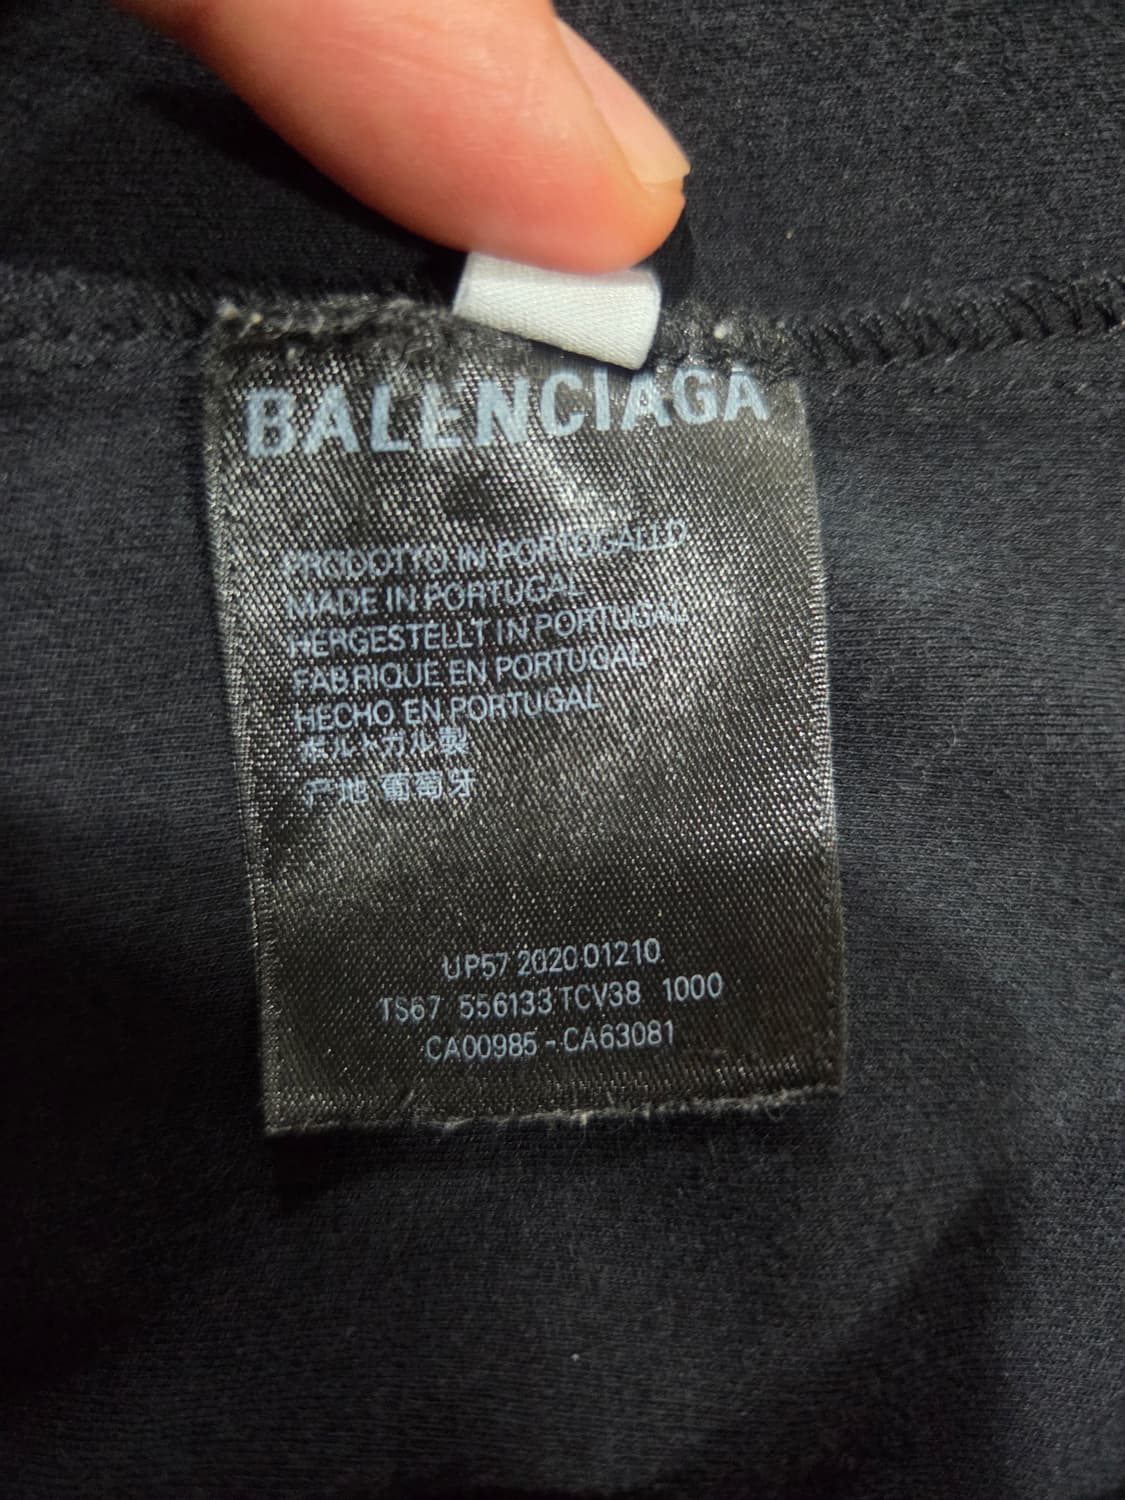 BALENCIAGA
PRODOTTO IN PORTOGALLO
MADE IN PORTUGAL
HERGESTELLT IN PORTUGAL
FABRIQUE EN PORTUGAL
HECHO EN PORTUGAL
ポルトガル製
产地 葡萄牙
UP57 2020 01210
TS67 556133 TCV38 1000
CA00985 - CA63081